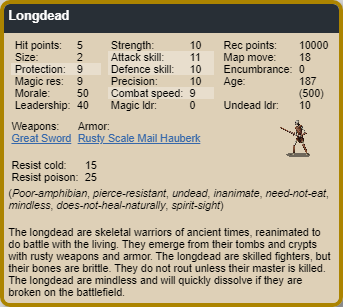 Longdead
Hit points: 5 Strength: 10 Rec points: 10000
Size: 2 Attack skill: 11 Map move: 18
Protection: 9 Defence skill: 10 Encumbrance: 0
Magic res: 9 Precision: 10 Age: 187
Morale: 50 Combat speed: 9 (500)
Leadership: 40 Magic ldr: 0 Undead ldr: 10
Weapons: Armor:
Great Sword Rusty Scale Mail Hauberk
Resist cold: 15
Resist poison: 25
(Poor-amphibian, pierce-resistant, undead, inanimate, need-not-eat,
mindless, does-not-heal-naturally, spirit-sight)
The longdead are skeletal warriors of ancient times, reanimated to
do battle with the living. They emerge from their tombs and crypts
with rusty weapons and armor. The longdead are skilled fighters, but
their bones are brittle. They do not rout unless their master is killed.
The longdead are mindless and will quickly dissolve if they are
broken on the battlefield.